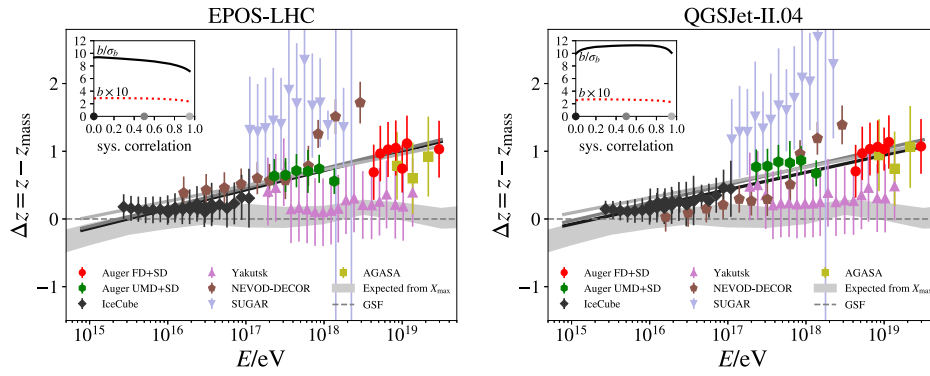 EPOS-LHC
12
10
8
6
4
2
0
b/σ_b
b × 10
0.0 0.2 0.4 0.6 0.8 1.0
sys. correlation
2
1
0
−1
Δz = z − z_mass
Auger FD+SD
Auger UMD+SD
IceCube
Yakutsk
NEVOD-DECOR
SUGAR
AGASA
Expected from X_max
GSF
10^15 10^16 10^17 10^18 10^19
E/eV
QGSJet-II.04
12
10
8
6
4
2
0
b/σ_b
b × 10
0.0 0.2 0.4 0.6 0.8 1.0
sys. correlation
2
1
0
−1
Δz = z − z_mass
Auger FD+SD
Auger UMD+SD
IceCube
Yakutsk
NEVOD-DECOR
SUGAR
AGASA
Expected from X_max
GSF
10^15 10^16 10^17 10^18 10^19
E/eV